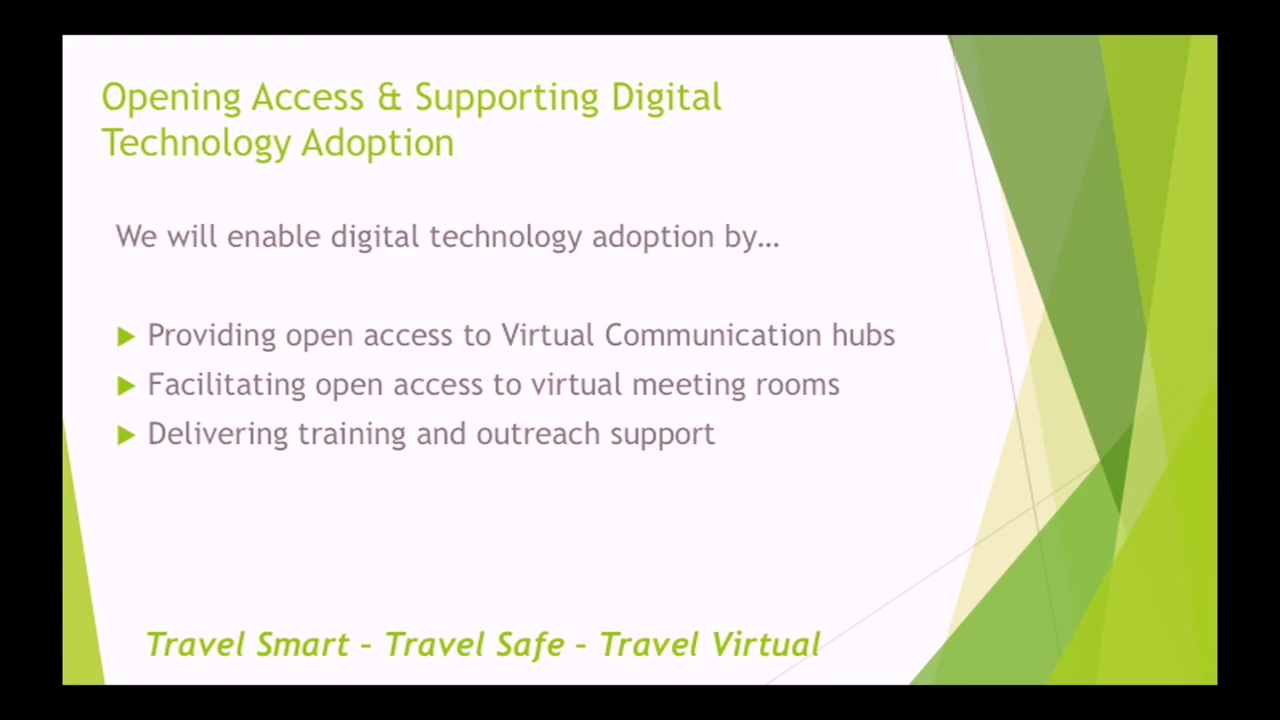 Opening Access & Supporting Digital
Technology Adoption
We will enable digital technology adoption by…
Providing open access to Virtual Communication hubs
Facilitating open access to virtual meeting rooms
Delivering training and outreach support
Travel Smart – Travel Safe – Travel Virtual